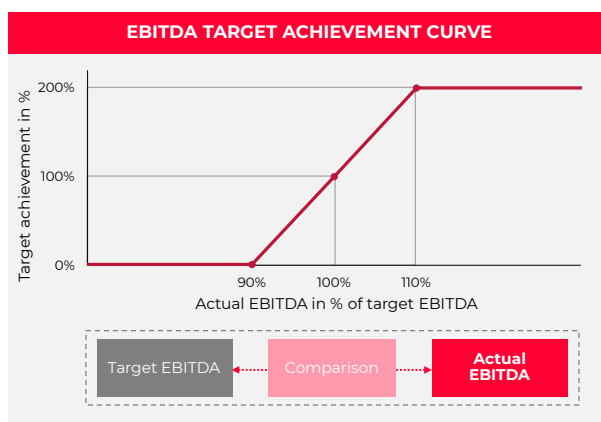 EBITDA TARGET ACHIEVEMENT CURVE
Target achievement in %
200%
100%
0%
90% 100% 110%
Actual EBITDA in % of target EBITDA
Target EBITDA
Comparison
Actual
EBITDA